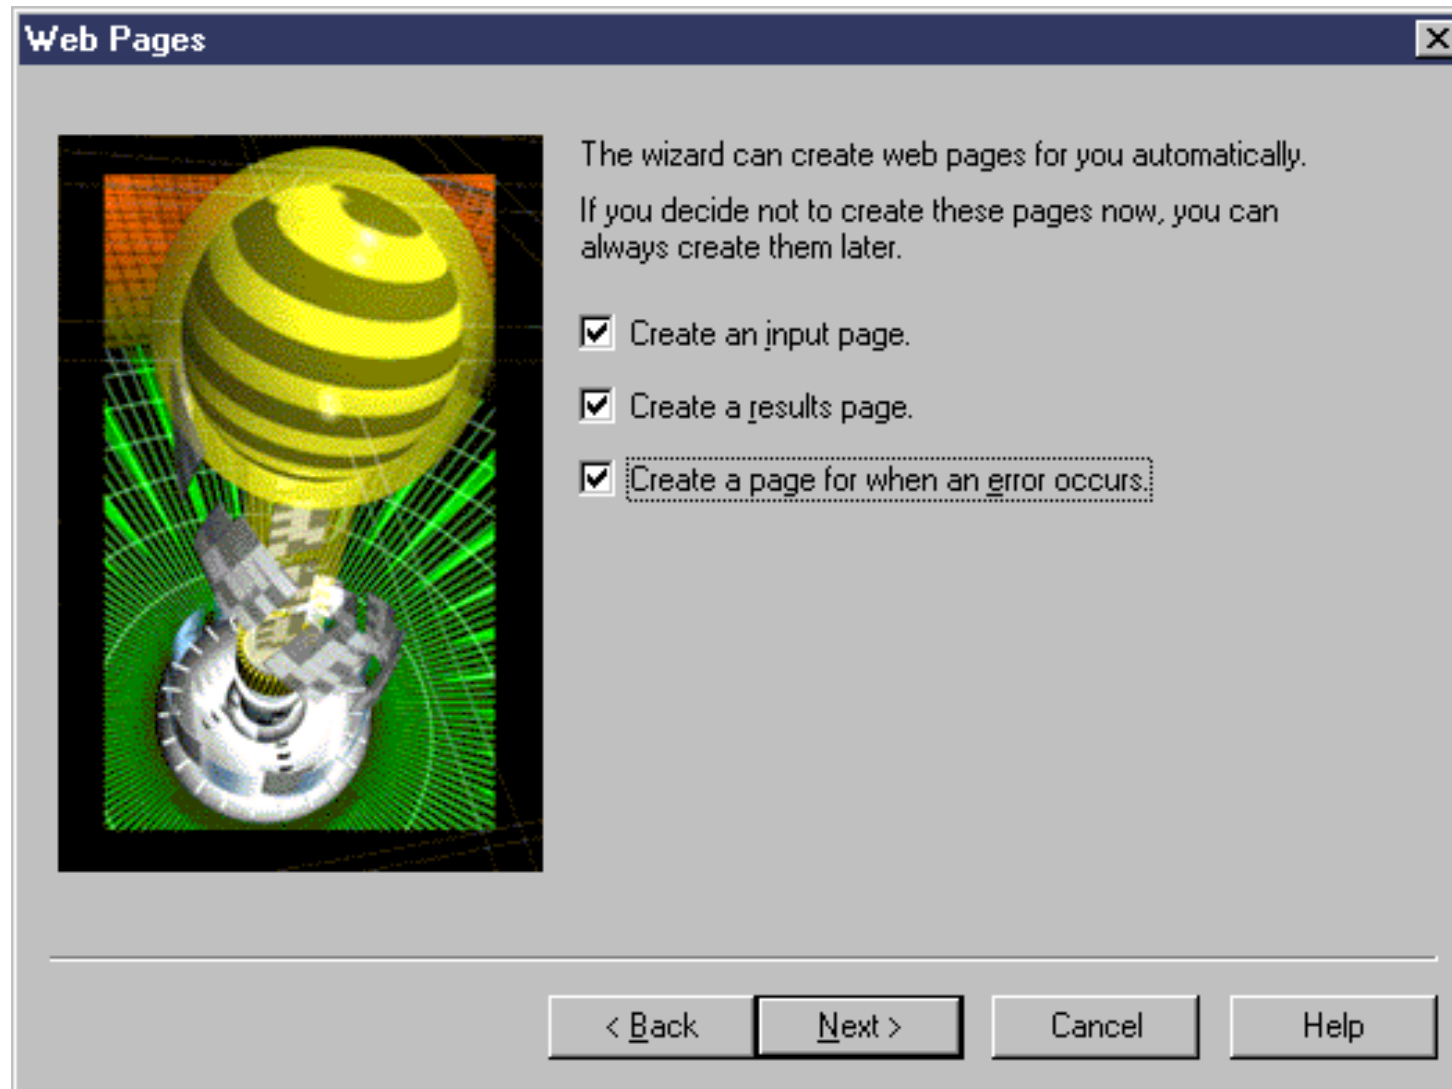 Web Pages
The wizard can create web pages for you automatically.
If you decide not to create these pages now, you can
always create them later.
Create an input page.
Create a results page.
Create a page for when an error occurs.
< Back
Next >
Cancel
Help